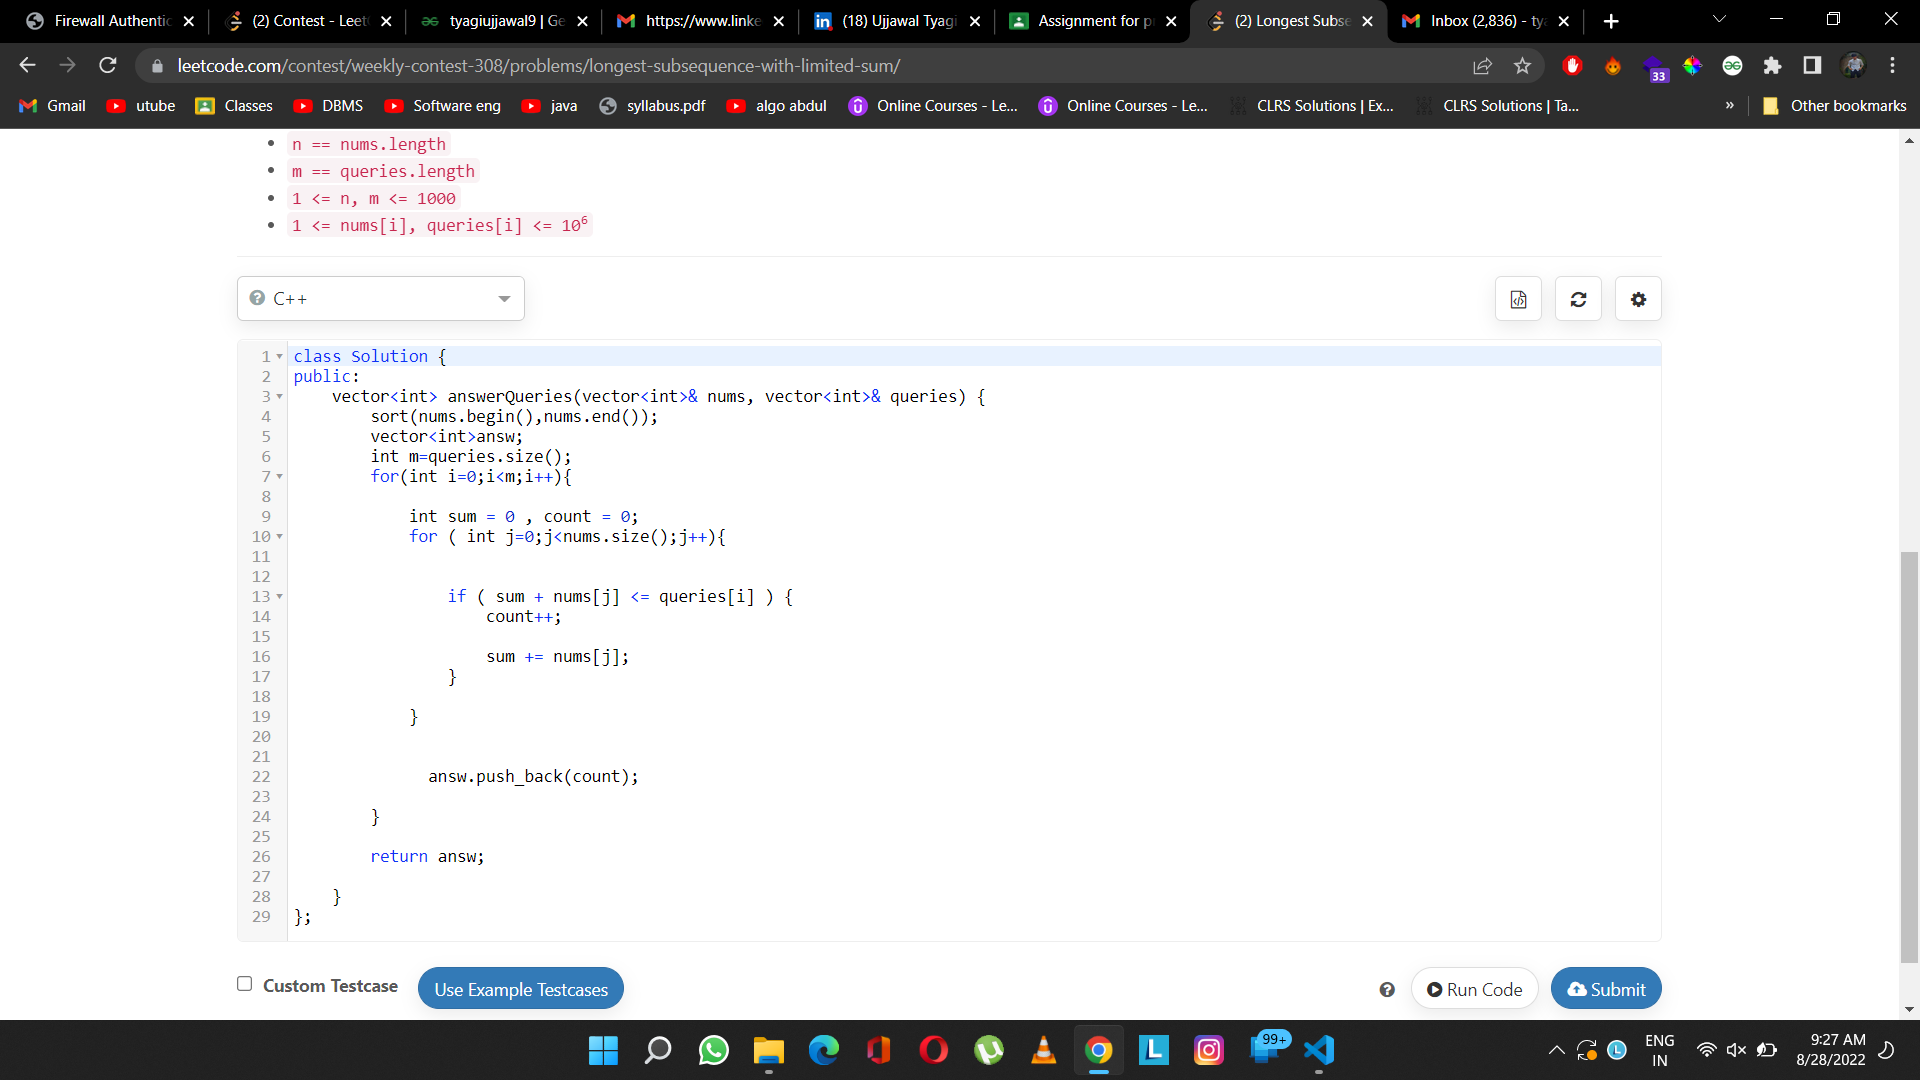 Firewall Authentic
(2) Contest - Leet
tyagiujjawal9 | Ge
https://www.linke
(18) Ujjawal Tyagi
Assignment for p
(2) Longest Subse
Inbox (2,836) - tya
leetcode.com/contest/weekly-contest-308/problems/longest-subsequence-with-limited-sum/
33
Gmail
utube
Classes
DBMS
Software eng
java
syllabus.pdf
algo abdul
Online Courses - Le...
Online Courses - Le...
CLRS Solutions | Ex...
CLRS Solutions | Ta...
»
Other bookmarks
n == nums.length
m == queries.length
1 <= n, m <= 1000
1 <= nums[i], queries[i] <= 10⁶
C++
1 class Solution {
2 public:
3     vector<int> answerQueries(vector<int>& nums, vector<int>& queries) {
4         sort(nums.begin(),nums.end());
5         vector<int>answ;
6         int m=queries.size();
7         for(int i=0;i<m;i++){
8
9             int sum = 0 , count = 0;
10             for ( int j=0;j<nums.size();j++){
11
12
13                 if ( sum + nums[j] <= queries[i] ) {
14                     count++;
15
16                     sum += nums[j];
17                 }
18
19             }
20
21
22               answ.push_back(count);
23
24         }
25
26         return answ;
27
28     }
29 };
Custom Testcase
Use Example Testcases
Run Code
Submit
99+
ENG
IN
9:27 AM
8/28/2022